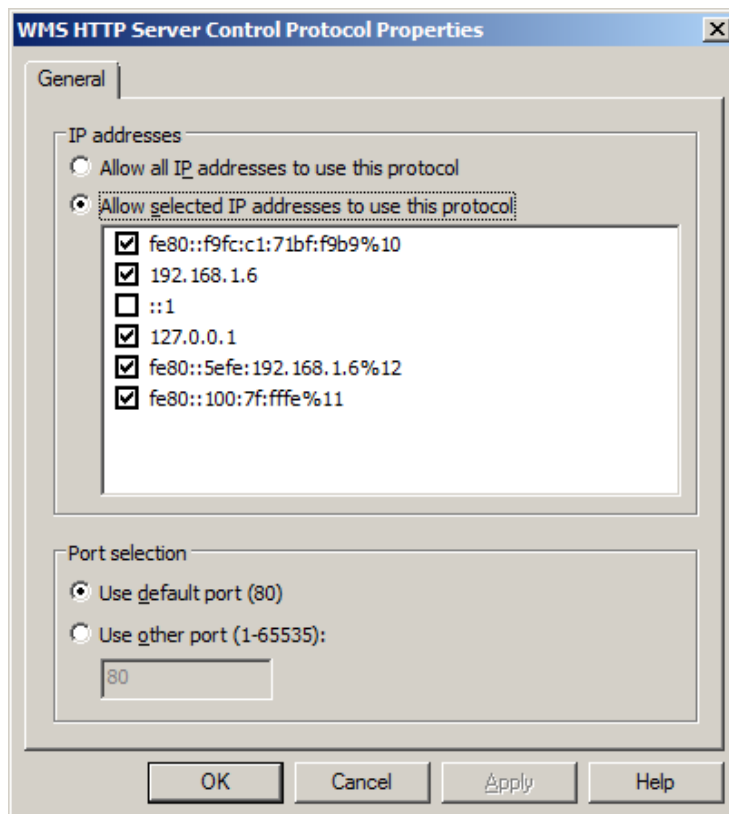 WMS HTTP Server Control Protocol Properties
General
IP addresses
Allow all IP addresses to use this protocol
Allow selected IP addresses to use this protocol
fe80::f9fc:c1:71bf:f9b9%10
192.168.1.6
::1
127.0.0.1
fe80::5efe:192.168.1.6%12
fe80::100:7f:fffe%11
Port selection
Use default port (80)
Use other port (1-65535):
80
OK Cancel Apply Help